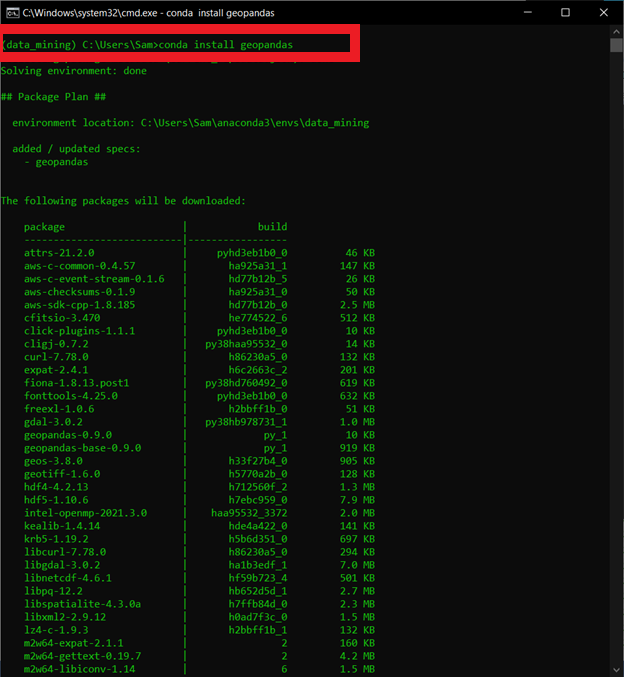 C:\Windows\system32\cmd.exe - conda  install geopandas
(data_mining) C:\Users\Sam>conda install geopandas
Solving environment: done
## Package Plan ##
environment location: C:\Users\Sam\anaconda3\envs\data_mining
added / updated specs:
- geopandas
The following packages will be downloaded:
package | build
---------------------------|-----------------
attrs-21.2.0 | pyhd3eb1b0_0 46 KB
aws-c-common-0.4.57 | ha925a31_1 147 KB
aws-c-event-stream-0.1.6 | hd77b12b_5 26 KB
aws-checksums-0.1.9 | ha925a31_0 50 KB
aws-sdk-cpp-1.8.185 | hd77b12b_0 2.5 MB
cfitsio-3.470 | he774522_6 512 KB
click-plugins-1.1.1 | pyhd3eb1b0_0 10 KB
cligj-0.7.2 | py38haa95532_0 14 KB
curl-7.78.0 | h86230a5_0 132 KB
expat-2.4.1 | h6c2663c_2 201 KB
fiona-1.8.13.post1 | py38hd760492_0 619 KB
fonttools-4.25.0 | pyhd3eb1b0_0 632 KB
freexl-1.0.6 | h2bbff1b_0 51 KB
gdal-3.0.2 | py38hb978731_1 1.0 MB
geopandas-0.9.0 | py_1 10 KB
geopandas-base-0.9.0 | py_1 919 KB
geos-3.8.0 | h33f27b4_0 905 KB
geotiff-1.6.0 | h5770a2b_0 128 KB
hdf4-4.2.13 | h712560f_2 1.3 MB
hdf5-1.10.6 | h7ebc959_0 7.9 MB
intel-openmp-2021.3.0 | haa95532_3372 2.0 MB
kealib-1.4.14 | hde4a422_0 141 KB
krb5-1.19.2 | h5b6d351_0 697 KB
libcurl-7.78.0 | h86230a5_0 294 KB
libgdal-3.0.2 | ha1b3edf_1 7.0 MB
libnetcdf-4.6.1 | hf59b723_4 501 KB
libpq-12.2 | hb652d5d_1 2.7 MB
libspatialite-4.3.0a | h7ffb84d_0 2.3 MB
libxml2-2.9.12 | h0ad7f3c_0 1.5 MB
lz4-c-1.9.3 | h2bbff1b_1 132 KB
m2w64-expat-2.1.1 | 2 160 KB
m2w64-gettext-0.19.7 | 2 4.2 MB
m2w64-libiconv-1.14 | 6 1.5 MB